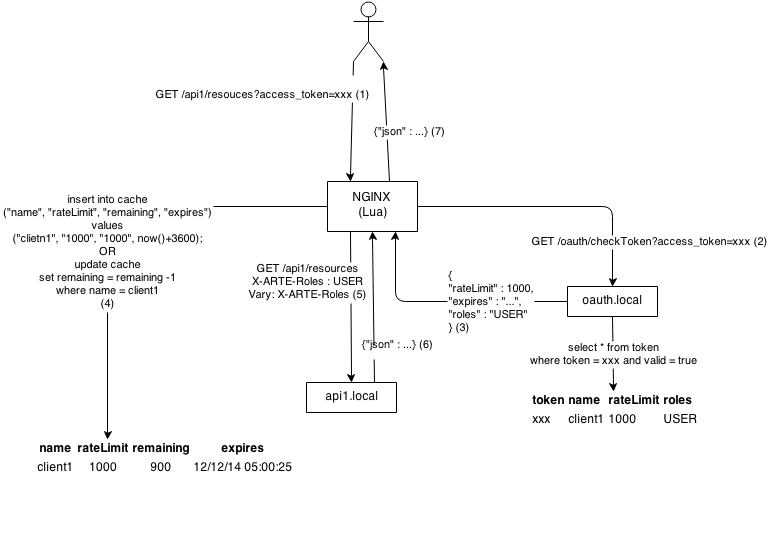 GET /api1/resouces?access_token=xxx (1)
{"json" : ...} (7)
NGINX
(Lua)
insert into cache
("name", "rateLimit", "remaining", "expires")
values
("clietn1", "1000", "1000", now()+3600);
OR
update cache
set remaining = remaining -1
where name = client1
(4)
GET /oauth/checkToken?access_token=xxx (2)
GET /api1/resources
X-ARTE-Roles : USER
Vary: X-ARTE-Roles (5)
{
"rateLimit" : 1000,
"expires" : "...",
"roles" : "USER"
} (3)
oauth.local
{"json" : ...} (6)
select * from token
where token = xxx and valid = true
api1.local
token name rateLimit roles
xxx client1 1000 USER
name rateLimit remaining expires
client1 1000 900 12/12/14 05:00:25